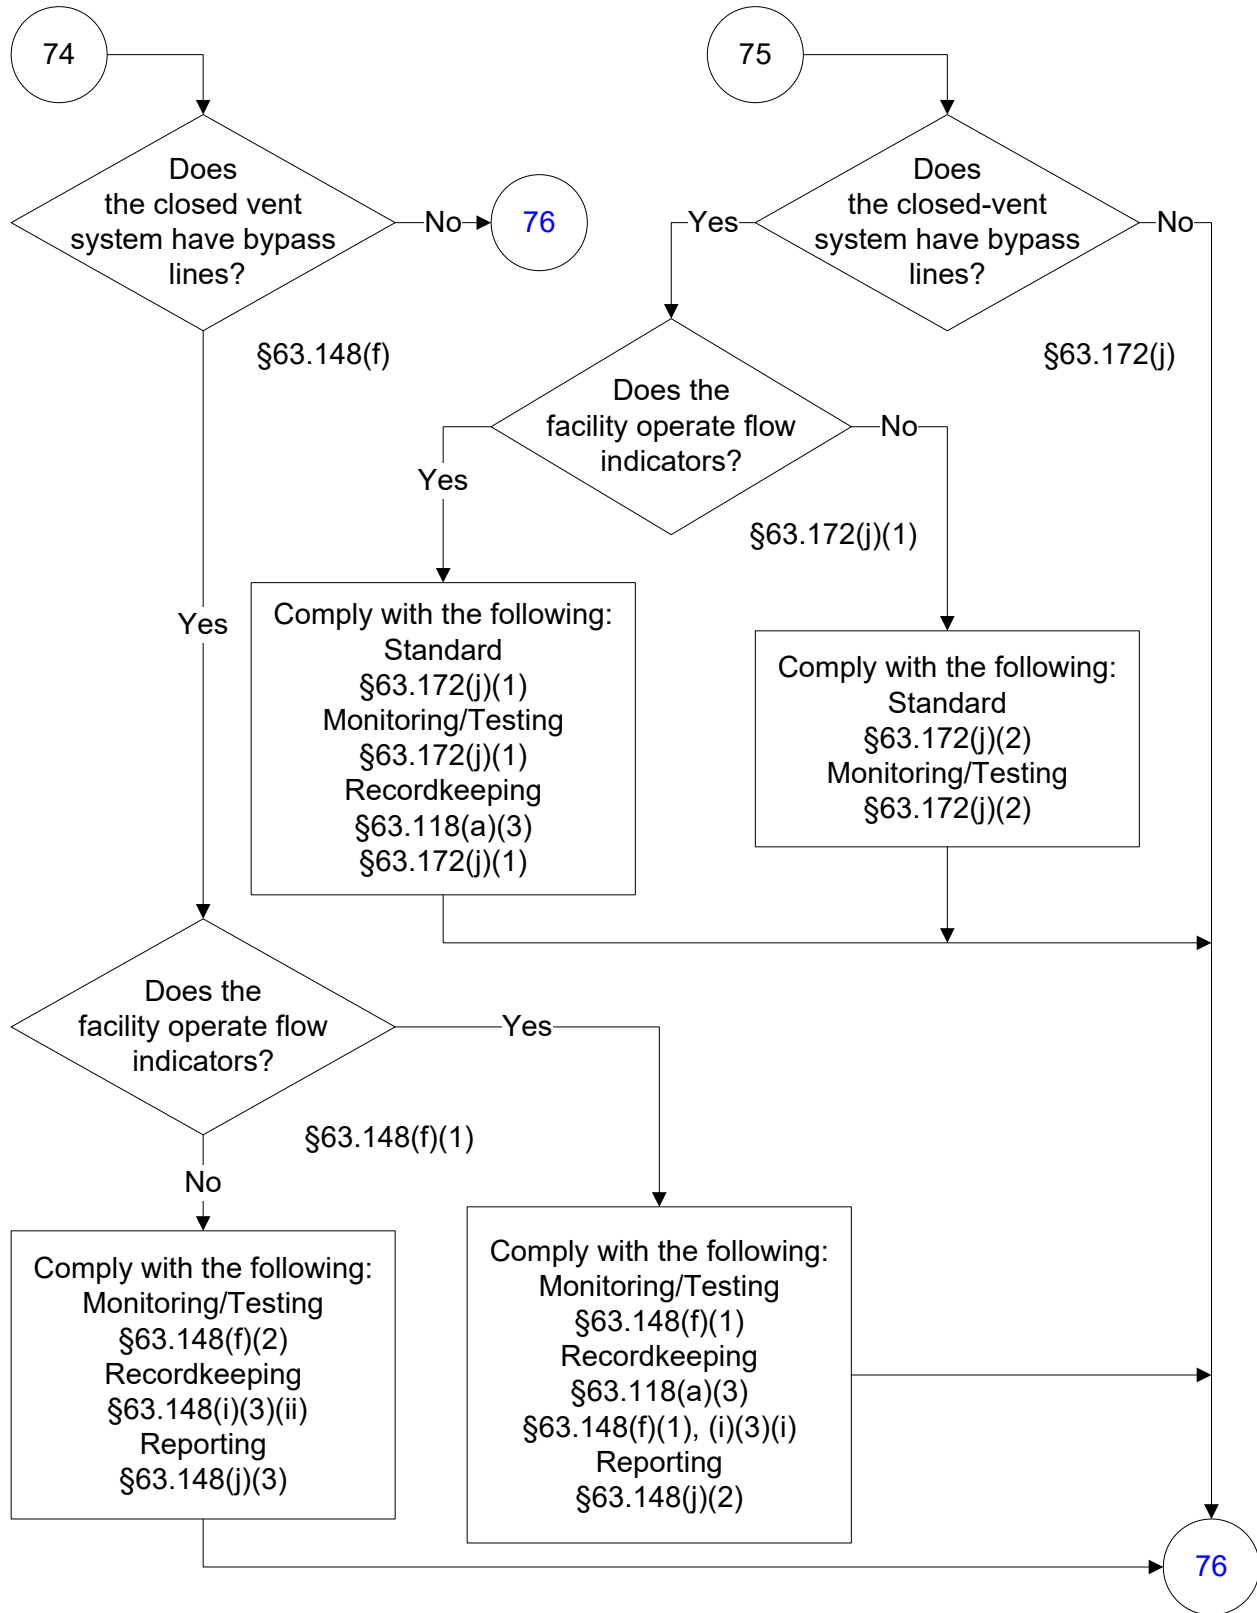 74
75
Does
the closed vent
system have bypass
lines?
No
76
Yes
Does
the closed-vent
system have bypass
lines?
No
§63.148(f)
§63.172(j)
Does the
facility operate flow
indicators?
No
Yes
§63.172(j)(1)
Yes
Comply with the following:
Standard
§63.172(j)(1)
Monitoring/Testing
§63.172(j)(1)
Recordkeeping
§63.118(a)(3)
§63.172(j)(1)
Comply with the following:
Standard
§63.172(j)(2)
Monitoring/Testing
§63.172(j)(2)
Does the
facility operate flow
indicators?
Yes
§63.148(f)(1)
No
Comply with the following:
Monitoring/Testing
§63.148(f)(2)
Recordkeeping
§63.148(i)(3)(ii)
Reporting
§63.148(j)(3)
Comply with the following:
Monitoring/Testing
§63.148(f)(1)
Recordkeeping
§63.118(a)(3)
§63.148(f)(1), (i)(3)(i)
Reporting
§63.148(j)(2)
76